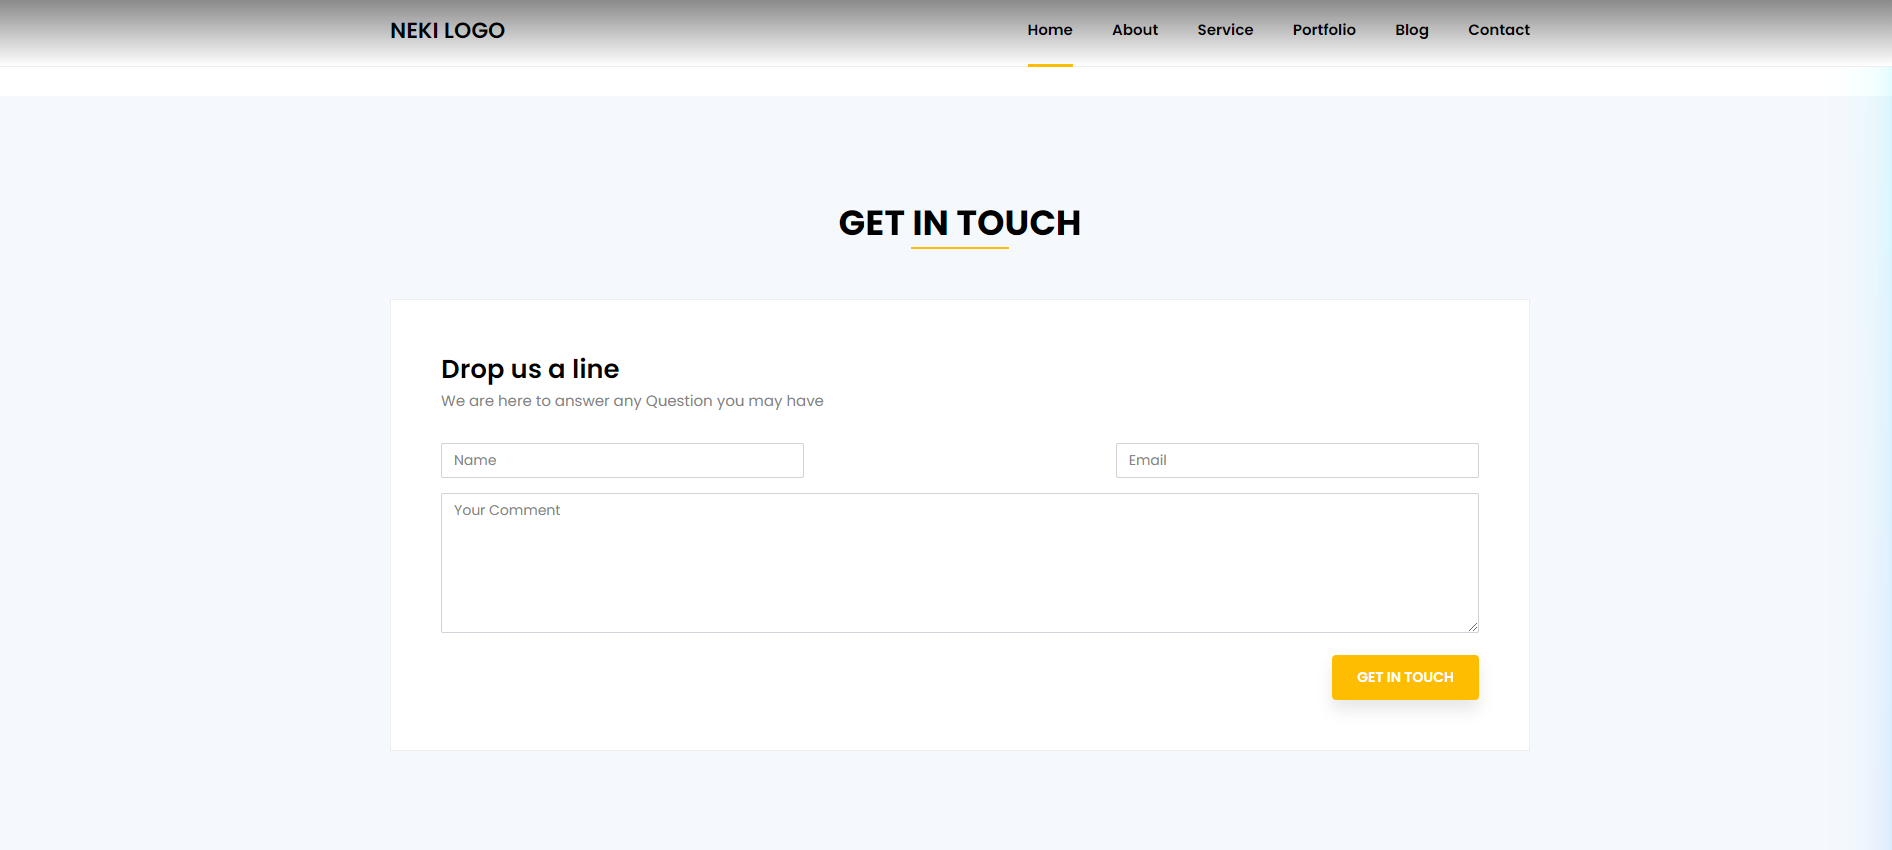 NEKI LOGO
Home About Service Portfolio Blog Contact
GET IN TOUCH
Drop us a line
We are here to answer any Question you may have
Name
Email
Your Comment
GET IN TOUCH